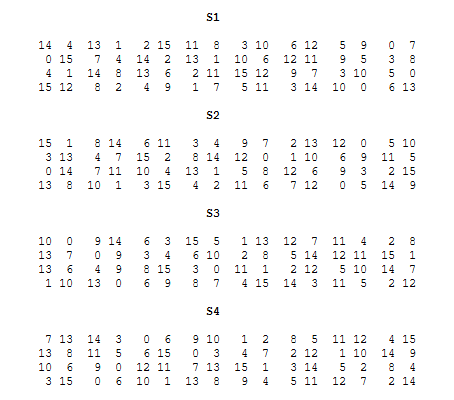 S1
14 4 13 1 2 15 11 8 3 10 6 12 5 9 0 7
0 15 7 4 14 2 13 1 10 6 12 11 9 5 3 8
4 1 14 8 13 6 2 11 15 12 9 7 3 10 5 0
15 12 8 2 4 9 1 7 5 11 3 14 10 0 6 13
S2
15 1 8 14 6 11 3 4 9 7 2 13 12 0 5 10
3 13 4 7 15 2 8 14 12 0 1 10 6 9 11 5
0 14 7 11 10 4 13 1 5 8 12 6 9 3 2 15
13 8 10 1 3 15 4 2 11 6 7 12 0 5 14 9
S3
10 0 9 14 6 3 15 5 1 13 12 7 11 4 2 8
13 7 0 9 3 4 6 10 2 8 5 14 12 11 15 1
13 6 4 9 8 15 3 0 11 1 2 12 5 10 14 7
1 10 13 0 6 9 8 7 4 15 14 3 11 5 2 12
S4
7 13 14 3 0 6 9 10 1 2 8 5 11 12 4 15
13 8 11 5 6 15 0 3 4 7 2 12 1 10 14 9
10 6 9 0 12 11 7 13 15 1 3 14 5 2 8 4
3 15 0 6 10 1 13 8 9 4 5 11 12 7 2 14